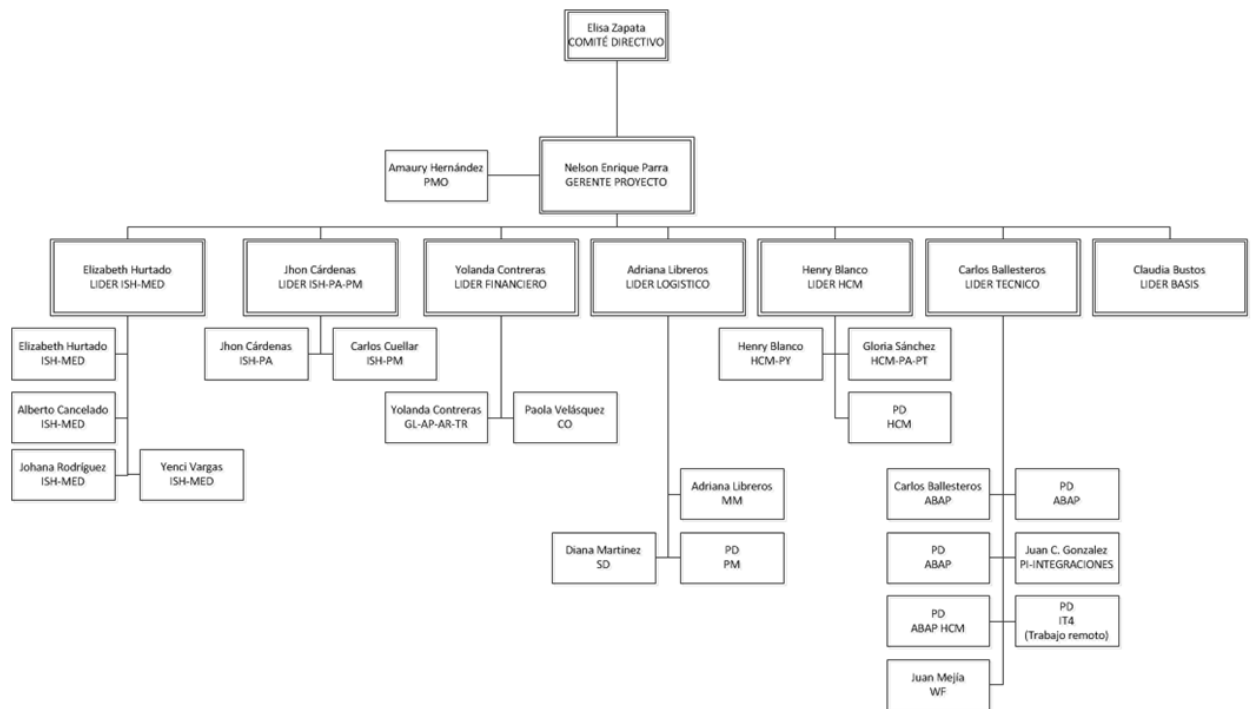 Elisa Zapata
COMITÉ DIRECTIVO
Amaury Hernández
PMO
Nelson Enrique Parra
GERENTE PROYECTO
Elizabeth Hurtado
LIDER ISH-MED
Jhon Cárdenas
LIDER ISH-PA-PM
Yolanda Contreras
LIDER FINANCIERO
Adriana Libreros
LIDER LOGISTICO
Henry Blanco
LIDER HCM
Carlos Ballesteros
LIDER TECNICO
Claudia Bustos
LIDER BASIS
Elizabeth Hurtado
ISH-MED
Jhon Cárdenas
ISH-PA
Carlos Cuellar
ISH-PM
Henry Blanco
HCM-PY
Gloria Sánchez
HCM-PA-PT
Alberto Cancelado
ISH-MED
Yolanda Contreras
GL-AP-AR-TR
Paola Velásquez
CO
PD
HCM
Johana Rodríguez
ISH-MED
Yenci Vargas
ISH-MED
Adriana Libreros
MM
Carlos Ballesteros
ABAP
PD
ABAP
Diana Martínez
SD
PD
PM
PD
ABAP
Juan C. Gonzalez
PI-INTEGRACIONES
PD
ABAP HCM
PD
IT4
(Trabajo remoto)
Juan Mejía
WF